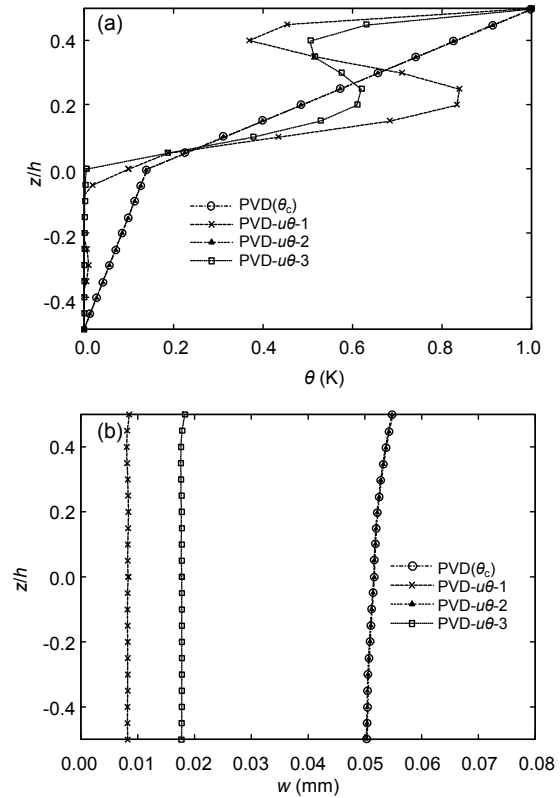 (a)
0.4
0.2
0.0
-0.2
-0.4
z/h
PVD(θc)
PVD-uθ-1
PVD-uθ-2
PVD-uθ-3
0.0 0.2 0.4 0.6 0.8 1.0
θ (K)
(b)
0.4
0.2
0.0
-0.2
-0.4
z/h
PVD(θc)
PVD-uθ-1
PVD-uθ-2
PVD-uθ-3
0.00 0.01 0.02 0.03 0.04 0.05 0.06 0.07 0.08
w (mm)